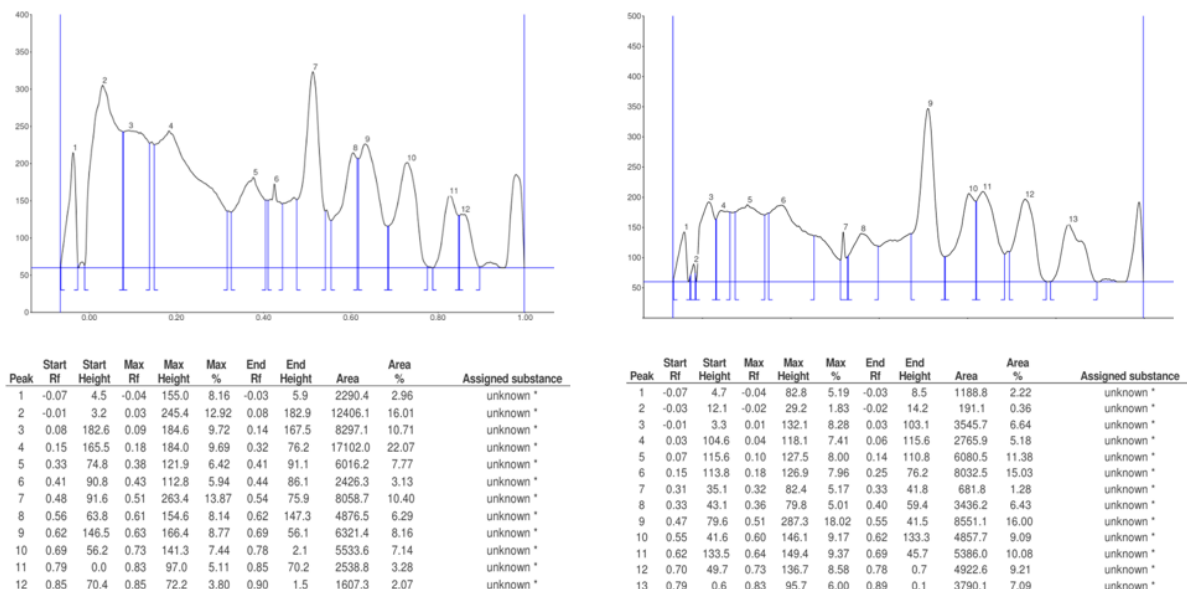 400
350
300
250
200
150
100
50
0
1
2
3
4
5
6
7
8
9
10
11
12
0.00
0.20
0.40
0.60
0.80
1.00
500
450
400
350
300
250
200
150
100
50
1
2
3
4
5
6
7
8
9
10
11
12
13
Peak Start Rf Start Height Max Rf Max Height Max % End Rf End Height Area Area % Assigned substance
1 -0.07 4.5 -0.04 155.0 8.16 -0.03 5.9 2290.4 2.96 unknown *
2 -0.01 3.2 0.03 245.4 12.92 0.08 182.9 12406.1 16.01 unknown *
3 0.08 182.6 0.09 184.6 9.72 0.14 167.5 8297.1 10.71 unknown *
4 0.15 165.5 0.18 184.0 9.69 0.32 76.2 17102.0 22.07 unknown *
5 0.33 74.8 0.38 121.9 6.42 0.41 91.1 6016.2 7.77 unknown *
6 0.41 90.8 0.43 112.8 5.94 0.44 86.1 2426.3 3.13 unknown *
7 0.48 91.6 0.51 263.4 13.87 0.54 75.9 8058.7 10.40 unknown *
8 0.56 63.8 0.61 154.6 8.14 0.62 147.3 4876.5 6.29 unknown *
9 0.62 146.5 0.63 166.4 8.77 0.69 56.1 6321.4 8.16 unknown *
10 0.69 56.2 0.73 141.3 7.44 0.78 2.1 5533.6 7.14 unknown *
11 0.79 0.0 0.83 97.0 5.11 0.85 70.2 2538.8 3.28 unknown *
12 0.85 70.4 0.85 72.2 3.80 0.90 1.5 1607.3 2.07 unknown *
Peak Start Rf Start Height Max Rf Max Height Max % End Rf End Height Area Area % Assigned substance
1 -0.07 4.7 -0.04 82.8 5.19 -0.03 8.5 1188.8 2.22 unknown *
2 -0.03 12.1 -0.02 29.2 1.83 -0.02 14.2 191.1 0.36 unknown *
3 -0.01 3.3 0.01 132.1 8.28 0.03 103.1 3545.7 6.64 unknown *
4 0.03 104.6 0.04 118.1 7.41 0.06 115.6 2765.9 5.18 unknown *
5 0.07 115.6 0.10 127.5 8.00 0.14 110.8 6080.5 11.38 unknown *
6 0.15 113.8 0.18 126.9 7.96 0.25 76.2 8032.5 15.03 unknown *
7 0.31 35.1 0.32 82.4 5.17 0.33 41.8 681.8 1.28 unknown *
8 0.33 43.1 0.36 79.8 5.01 0.40 59.4 3436.2 6.43 unknown *
9 0.47 79.6 0.51 287.3 18.02 0.55 41.5 8551.1 16.00 unknown *
10 0.55 41.6 0.60 146.1 9.17 0.62 133.3 4857.7 9.09 unknown *
11 0.62 133.5 0.64 149.4 9.37 0.69 45.7 5386.0 10.08 unknown *
12 0.70 49.7 0.73 136.7 8.58 0.78 0.7 4922.6 9.21 unknown *
13 0.79 0.6 0.83 95.7 6.00 0.89 0.1 3790.1 7.09 unknown *